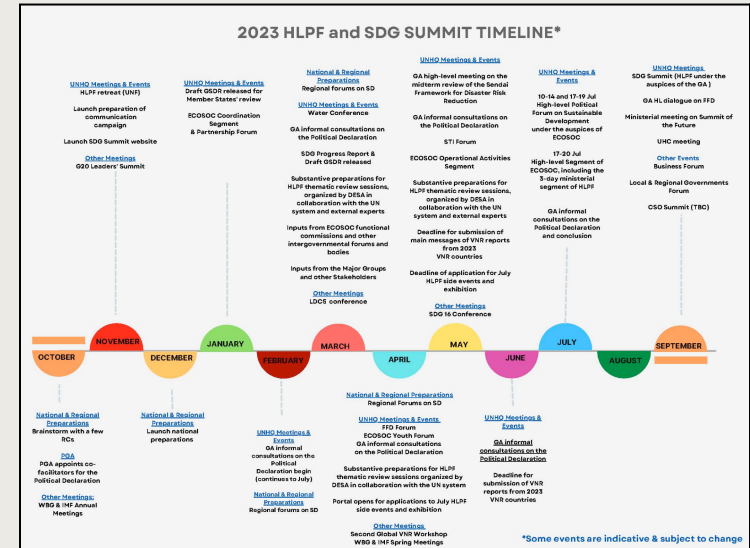 2023 HLPF and SDG SUMMIT TIMELINE*
UNHQ Meetings & Events
HLPF retreat (UNF)
Launch preparation of
communication
campaign
Launch SDG Summit website
Other Meetings
G20 Leaders' Summit
UNHQ Meetings & Events
Draft GSDR released for
Member States' review
ECOSOC Coordination
Segment
& Partnership Forum
National & Regional
Preparations
Regional forums on SD
UNHQ Meetings & Events
Water Conference
GA informal consultations on
the Political Declaration
SDG Progress Report &
Draft GSDR released
Substantive preparations for
HLPF thematic review sessions,
organized by DESA in
collaboration with the UN
system and external experts
Inputs from ECOSOC functional
commissions and other
intergovernmental forums and
bodies
Inputs from the Major Groups
and other Stakeholders
Other Meetings
LDC5 conference
UNHQ Meetings & Events
GA high-level meeting on the
midterm review of the Sendai
Framework for Disaster Risk
Reduction
GA informal consultations on
the Political Declaration
STI Forum
ECOSOC Operational Activities
Segment
Substantive preparations for
HLPF thematic review sessions,
organized by DESA in
collaboration with the UN
system and external experts
Deadline for submission of
main messages of VNR reports
from 2023
VNR countries
Deadline of application for July
HLPF side events and
exhibition
Other Meetings
SDG 16 Conference
UNHQ Meetings &
Events
10-14 and 17-19 Jul
High-level Political
Forum on Sustainable
Development
under the auspices of
ECOSOC
17-20 Jul
High-level Segment of
ECOSOC, including the
3-day ministerial
segment of HLPF
GA informal
consultations on the
Political Declaration
and conclusion
UNHQ Meetings &
Events
SDG Summit (HLPF under the
auspices of the GA )
GA HL dialogue on FFD
Ministerial meeting on Summit of
the Future
UHC meeting
Other Events
Business Forum
Local & Regional Governments
Forum
CSO Summit (TBC)
OCTOBER
NOVEMBER
DECEMBER
JANUARY
FEBRUARY
MARCH
APRIL
MAY
JUNE
JULY
AUGUST
SEPTEMBER
National & Regional
Preparations
Brainstorm with a few
RCs
PGA
PGA appoints co-
facilitators for the
Political Declaration
Other Meetings:
WBG & IMF Annual
Meetings
National & Regional
Preparations
Launch national
preparations
UNHQ Meetings &
Events
GA informal
consultations on the
Political
Declaration begin
(continues to July)
National & Regional
Preparations
Regional forums on SD
National & Regional Preparations
Regional Forums on SD
UNHQ Meetings & Events
FFD Forum
ECOSOC Youth Forum
GA informal consultations
on the Political Declaration
Substantive preparations for HLPF
thematic review sessions organized by
DESA in collaboration with the UN system
Portal opens for applications to July HLPF
side events and exhibition
Other Meetings
Second Global VNR Workshop
WBG & IMF Spring Meetings
UNHQ Meetings &
Events
GA informal
consultations on the
Political Declaration
Deadline for
submission of VNR
reports from 2023
VNR countries
*Some events are indicative & subject to change